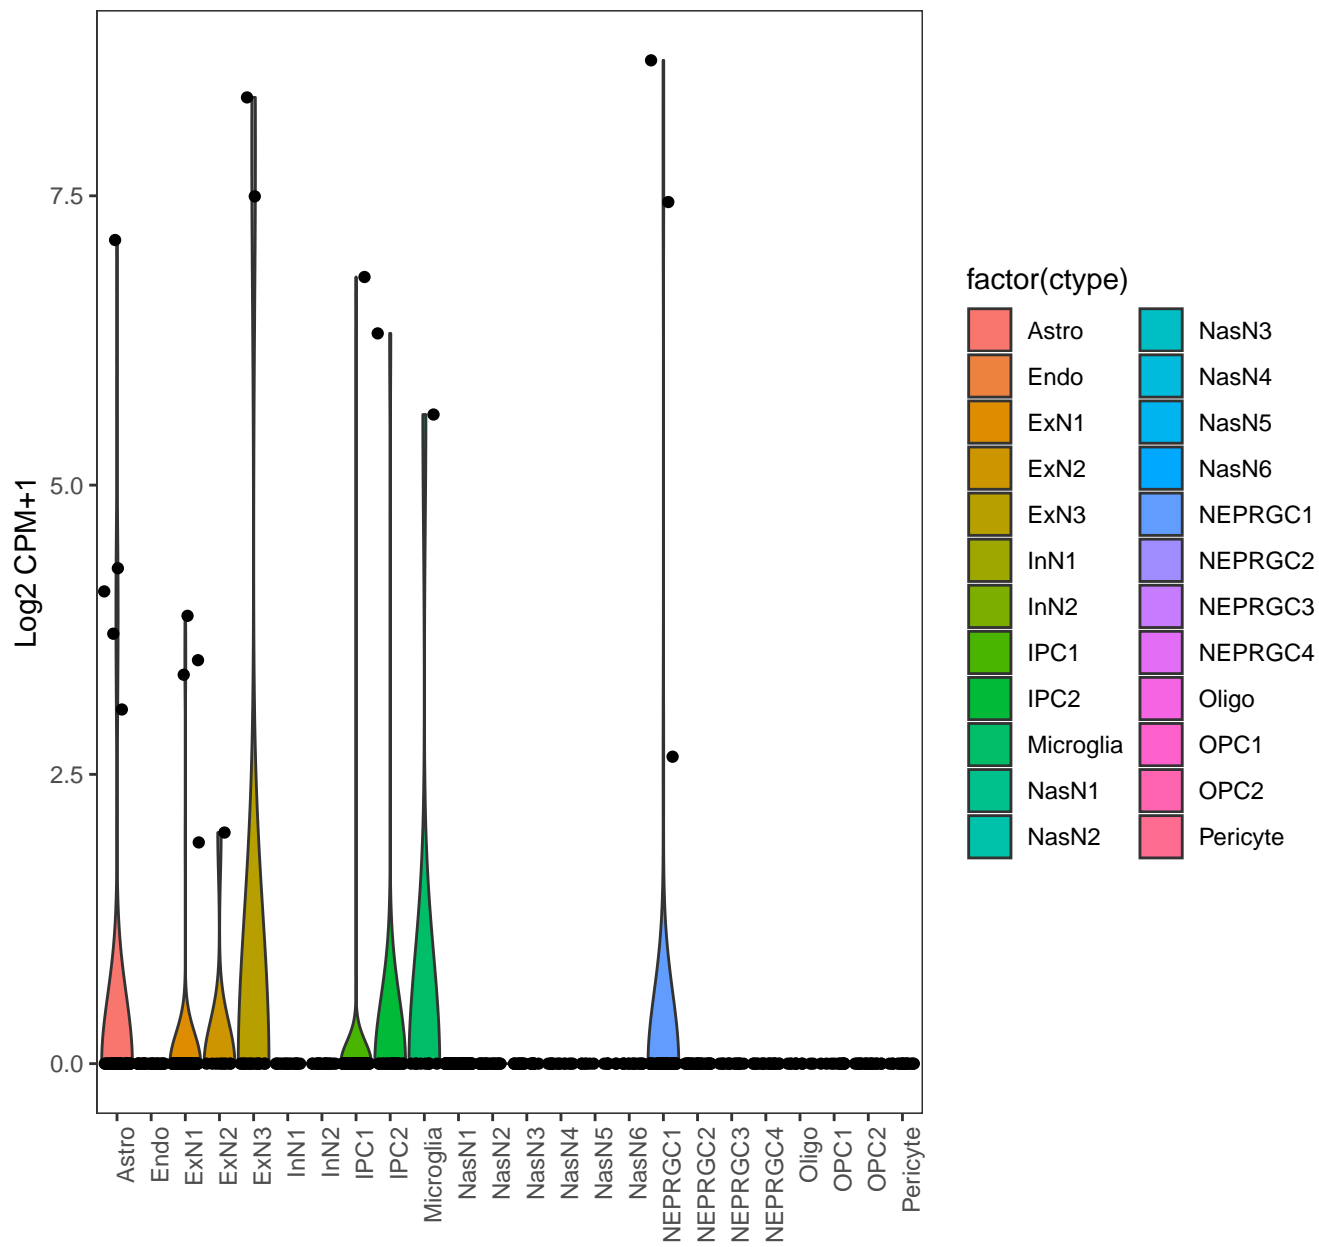 7.5
5.0
2.5
0.0
Log2 CPM+1
Astro
Endo
ExN1
ExN2
ExN3
InN1
InN2
IPC1
IPC2
Microglia
NasN1
NasN2
NasN3
NasN4
NasN5
NasN6
NEPRGC1
NEPRGC2
NEPRGC3
NEPRGC4
Oligo
OPC1
OPC2
Pericyte
factor(ctype)
Astro
Endo
ExN1
ExN2
ExN3
InN1
InN2
IPC1
IPC2
Microglia
NasN1
NasN2
NasN3
NasN4
NasN5
NasN6
NEPRGC1
NEPRGC2
NEPRGC3
NEPRGC4
Oligo
OPC1
OPC2
Pericyte